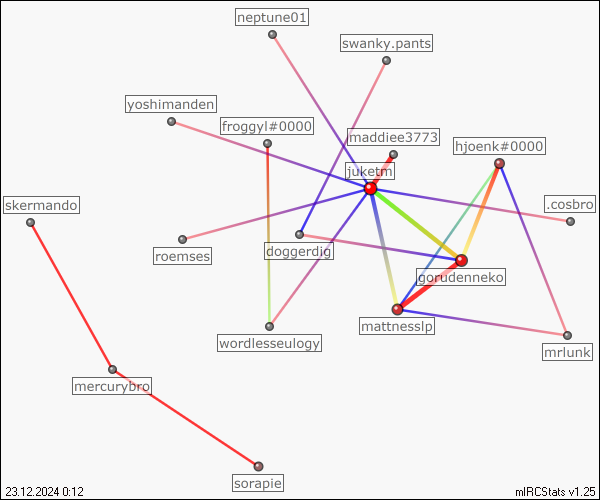 neptune01
swanky.pants
yoshimanden
froggyl#0000
maddiee3773
hjoenk#0000
juketm
skermando
.cosbro
roemses
doggerdig
gorudenneko
mattnesslp
wordlesseulogy
mrlunk
mercurybro
sorapie
23.12.2024 0:12
mIRCStats v1.25